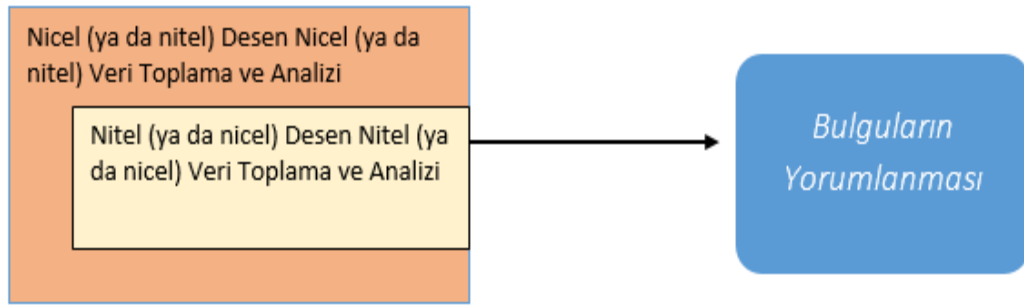 Nicel (ya da nitel) Desen Nicel (ya da
nitel) Veri Toplama ve Analizi
Nitel (ya da nicel) Desen Nitel (ya
da nicel) Veri Toplama ve Analizi
Bulguların
Yorumlanması